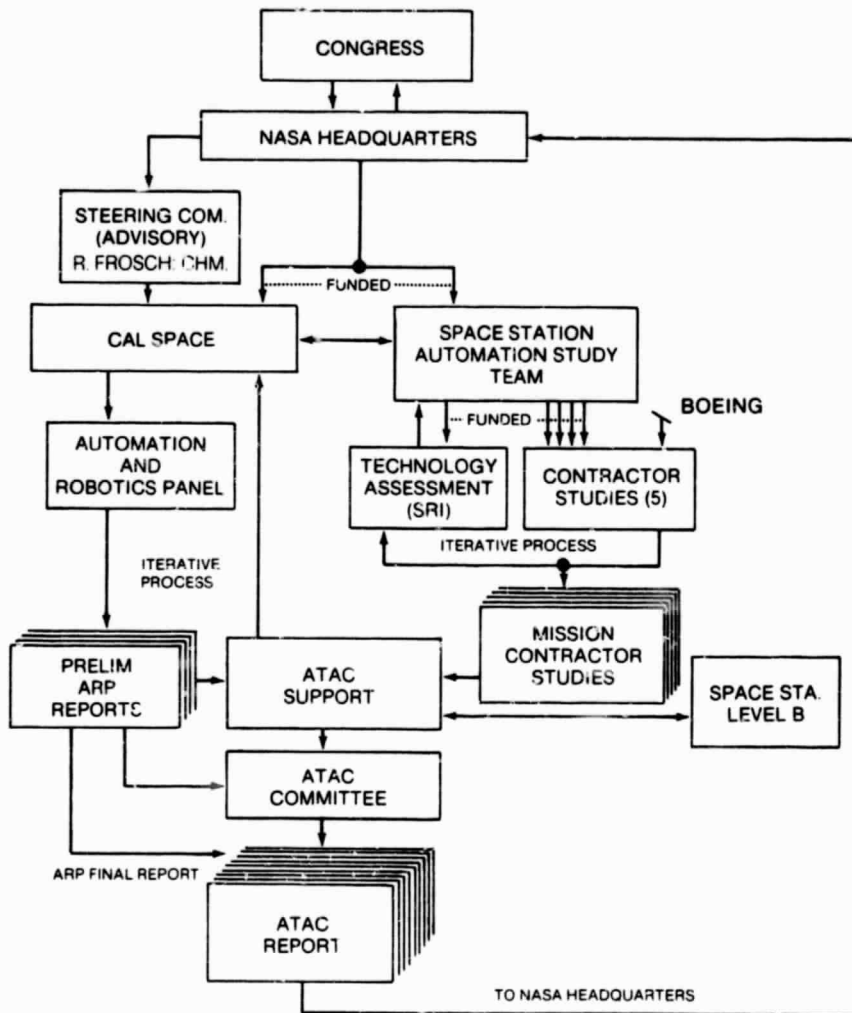 CONGRESS
NASA HEADQUARTERS
STEERING COM.
(ADVISORY)
R. FROSCH: CHM.
FUNDED
CAL SPACE
SPACE STATION
AUTOMATION STUDY
TEAM
FUNDED
BOEING
AUTOMATION
AND
ROBOTICS PANEL
TECHNOLOGY
ASSESSMENT
(SRI)
CONTRACTOR
STUDIES (5)
ITERATIVE PROCESS
ITERATIVE
PROCESS
PRELIM
ARP
REPORTS
ATAC
SUPPORT
MISSION
CONTRACTOR
STUDIES
SPACE STA.
LEVEL B
ATAC
COMMITTEE
ARP FINAL REPORT
ATAC
REPORT
TO NASA HEADQUARTERS